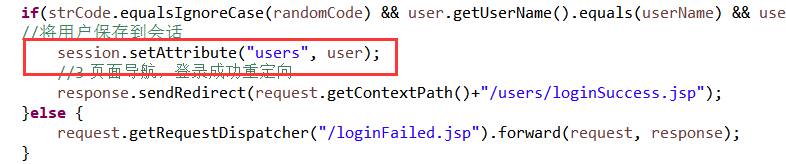 if(strCode.equalsIgnoreCase(randomCode) && user.getUserName().equals(userName) && use
//将用户保存到会话
session.setAttribute("users", user);
//3 页面导航，登录成功重定向
response.sendRedirect(request.getContextPath()+"/users/loginSuccess.jsp");
}else {
request.getRequestDispatcher("/loginFailed.jsp").forward(request, response);
}